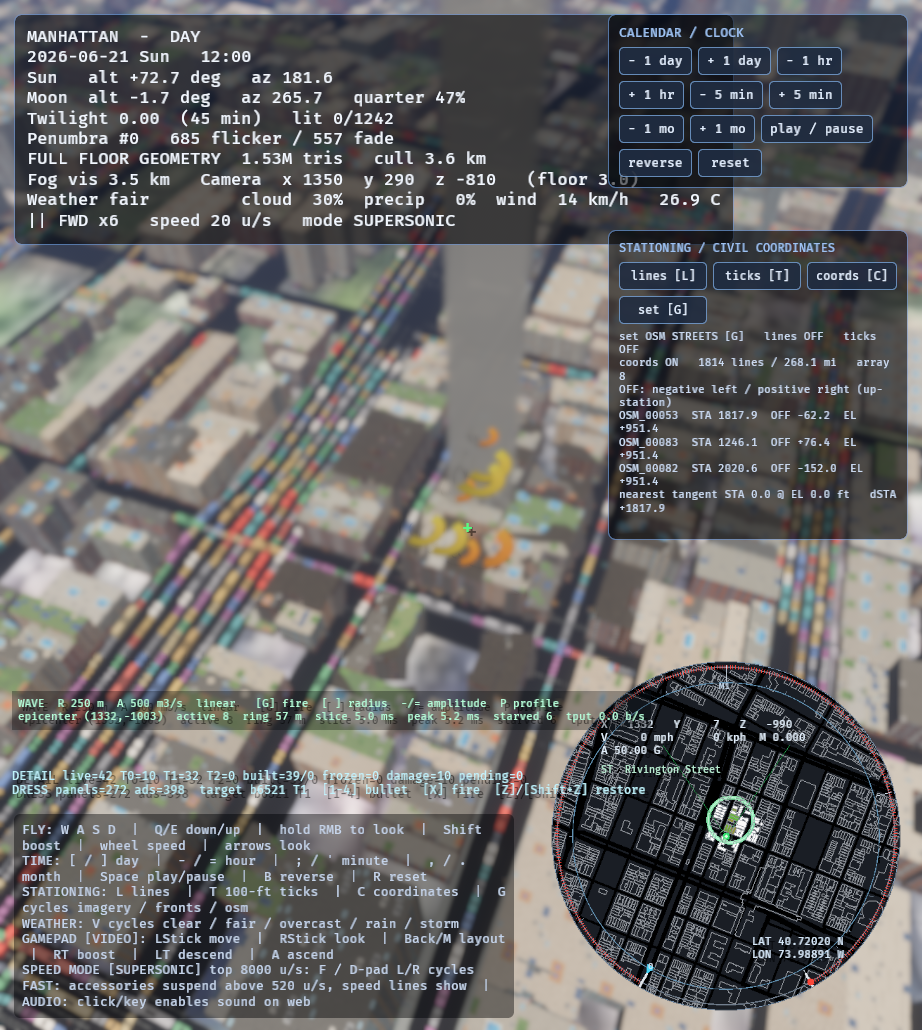 MANHATTAN - DAY
2026-06-21 Sun 12:00
Sun alt +72.7 deg az 181.6
Moon alt -1.7 deg az 265.7 quarter 47%
Twilight 0.00 (45 min) lit 0/1242
Penumbra #0 685 flicker / 557 fade
FULL FLOOR GEOMETRY 1.53M tris cull 3.6 km
Fog vis 3.5 km Camera x 1350 y 290 z -810 (floor 3.0)
Weather fair cloud 30% precip 0% wind 14 km/h 26.9 C
|| FWD x6 speed 20 u/s mode SUPERSONIC
CALENDAR / CLOCK
- 1 day + 1 day - 1 hr
+ 1 hr - 5 min + 5 min
- 1 mo + 1 mo play / pause
reverse reset
STATIONING / CIVIL COORDINATES
lines [L] ticks [T] coords [C]
set [G]
set OSM STREETS [G] lines OFF ticks
OFF
coords ON 1814 lines / 268.1 mi array
8
OFF: negative left / positive right (up-
station)
OSM_00053 STA 1817.9 OFF -62.2 EL
+951.4
OSM_00083 STA 1246.1 OFF +76.4 EL
+951.4
OSM_00082 STA 2020.6 OFF -152.0 EL
+951.4
nearest tangent STA 0.0 @ EL 0.0 ft dSTA
+1817.9
WAVE R 250 m A 500 m3/s linear [G] fire [ ] radius -/= amplitude P profile
epicenter (1332,-1003) active 8 ring 57 m slice 5.0 ms peak 5.2 ms starved 6 tput 0.0 b/s
DETAIL live=42 T0=10 T1=32 T2=0 built=39/0 frozen=0 damage=10 pending=0
DRESS panels=272 ads=398 target b6521 T1 [1-4] bullet [X] fire [Z]/[Shift+Z] restore
FLY: W A S D | Q/E down/up | hold RMB to look | Shift
boost | wheel speed | arrows look
TIME: [ / ] day | - / = hour | ; / ' minute | , / .
month | Space play/pause | B reverse | R reset
STATIONING: L lines | T 100-ft ticks | C coordinates | G
cycles imagery / fronts / osm
WEATHER: V cycles clear / fair / overcast / rain / storm
GAMEPAD [VIDEO]: LStick move | RStick look | Back/M layout
| RT boost | LT descend | A ascend
SPEED MODE [SUPERSONIC] top 8000 u/s: F / D-pad L/R cycles
FAST: accessories suspend above 520 u/s, speed lines show |
AUDIO: click/key enables sound on web
X 1332 Y 7 Z -990
V 0 mph 0 kph M 0.000
A 50.00 G
ST Rivington Street
LAT 40.72020 N
LON 73.98891 W